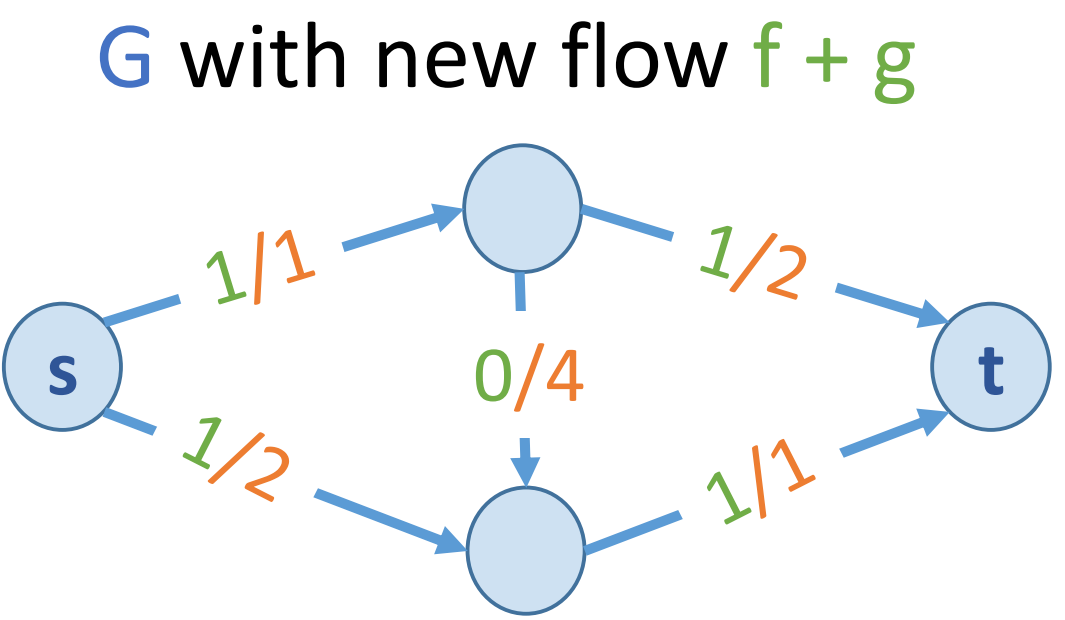 G with new flow f + g
1/1
1/2
s
0/4
t
1/2
1/1